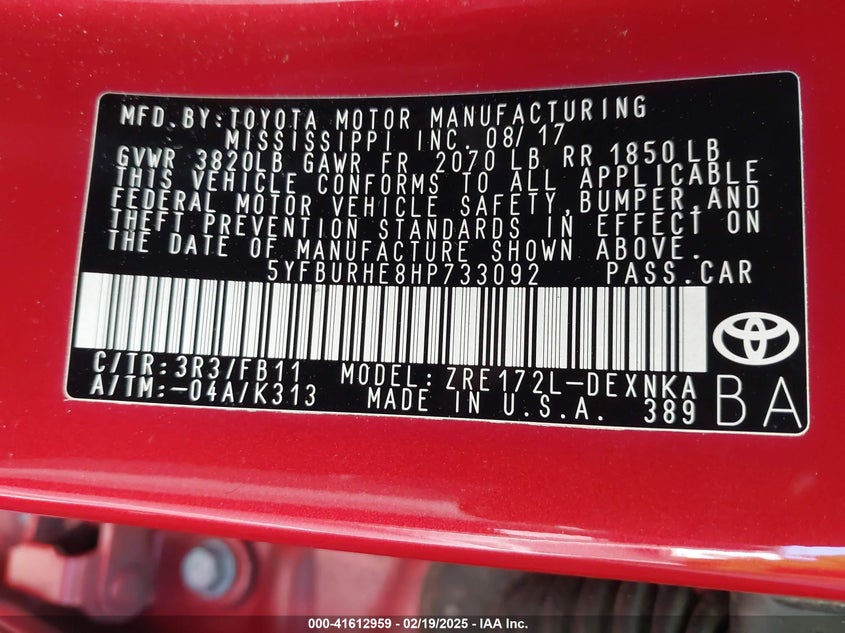 MFD. BY: TOYOTA MOTOR MANUFACTURING
MISSISSIPPI INC. 08/17
GVWR 3820LB GAWR FR 2070 LB RR 1850 LB
THIS VEHICLE CONFORMS TO ALL APPLICABLE
FEDERAL MOTOR VEHICLE SAFETY, BUMPER, AND
THEFT PREVENTION STANDARDS IN EFFECT ON
THE DATE OF MANUFACTURE SHOWN ABOVE.
5YFBURHE8HP733092 PASS. CAR
C/TR: 3R3/FB11 MODEL: ZRE172L-DEXNKA
A/TM: -04A/K313 MADE IN U.S.A. 389 BA
000-41612959 - 02/19/2025 - IAA Inc.